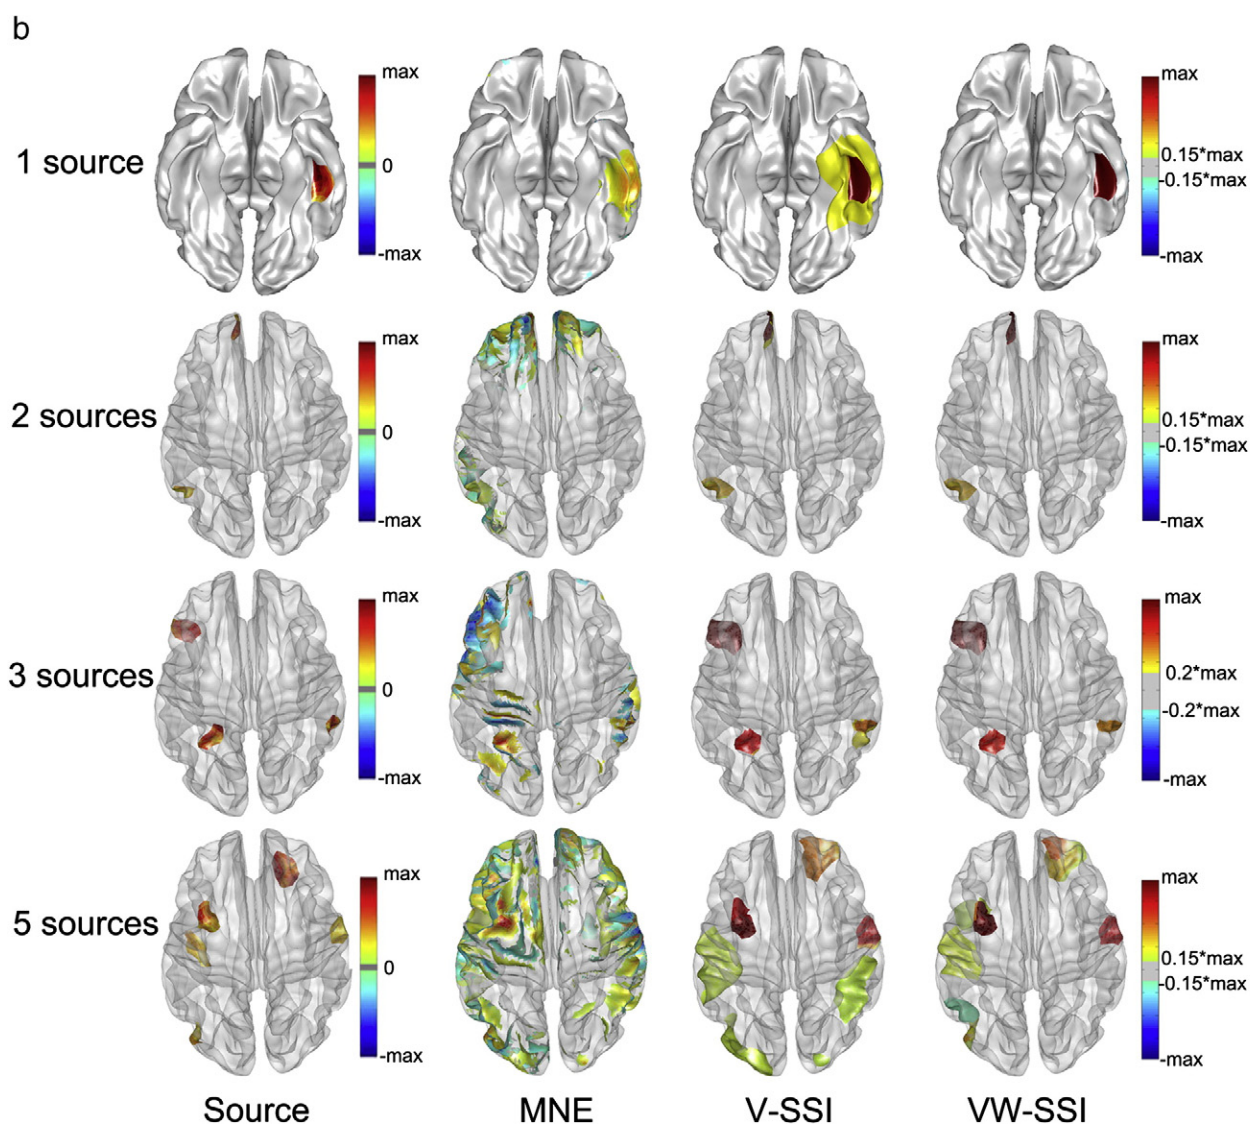 b
1 source
max
0
-max
max
0.15*max
-0.15*max
-max
2 sources
max
0
-max
max
0.15*max
-0.15*max
-max
3 sources
max
0
-max
max
0.2*max
-0.2*max
-max
5 sources
max
0
-max
max
0.15*max
-0.15*max
-max
Source
MNE
V-SSI
VW-SSI